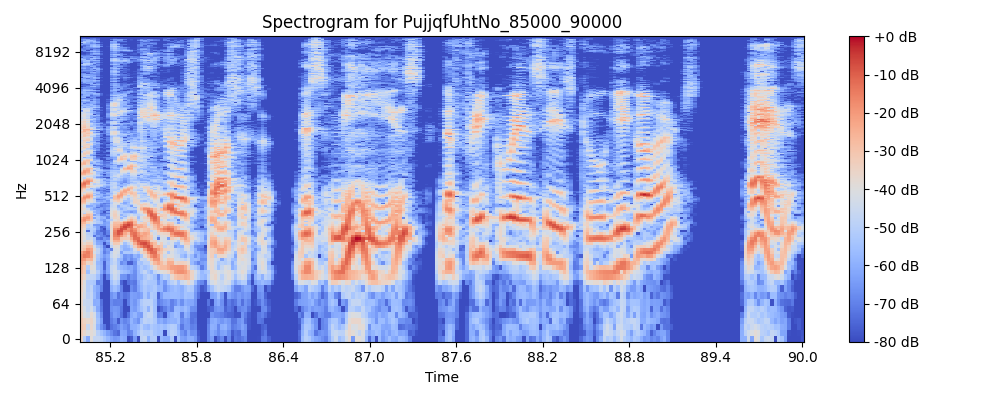 Spectrogram for PujjqfUhtNo_85000_90000
8192
4096
2048
1024
512
256
128
64
0
Hz
85.2 85.8 86.4 87.0 87.6 88.2 88.8 89.4 90.0
Time
+0 dB
-10 dB
-20 dB
-30 dB
-40 dB
-50 dB
-60 dB
-70 dB
-80 dB